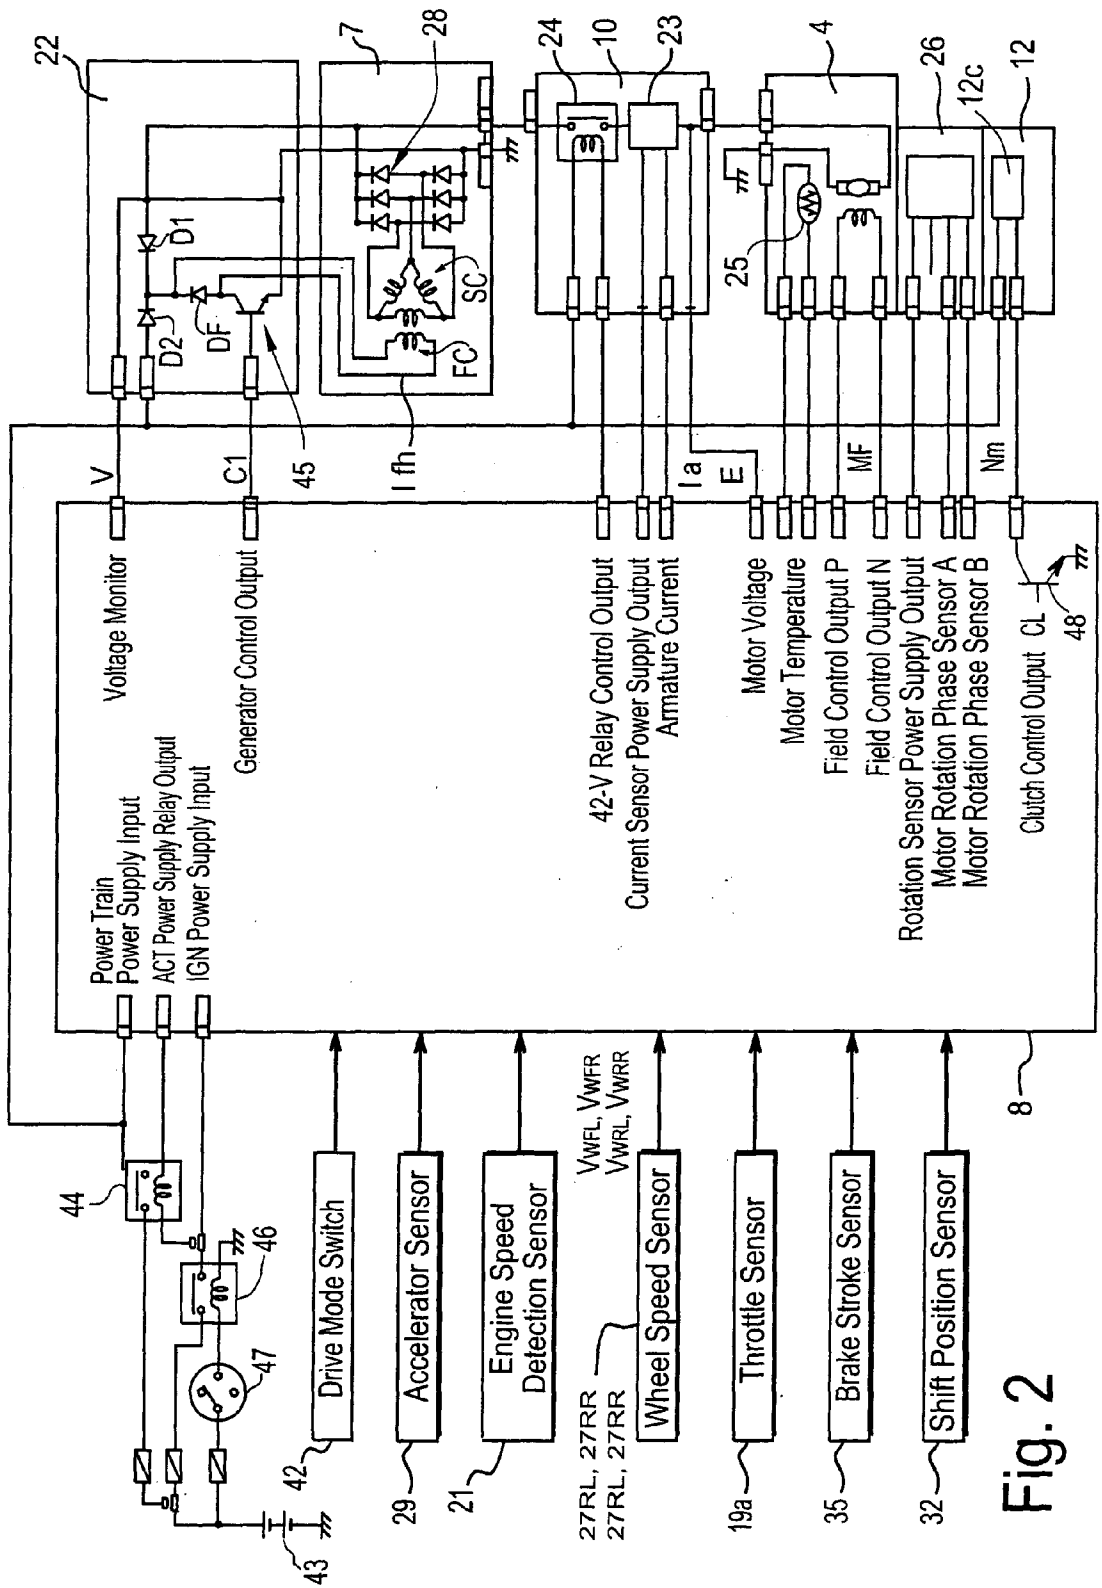 22
7
28
24
10
23
4
26
12c
12
D1
D2
DF
SC
FC
25
45
V
C1
Ifh
Ia
E
MF
Nm
Voltage Monitor
Generator Control Output
42-V Relay Control Output
Current Sensor Power Supply Output
Armature Current
Motor Voltage
Motor Temperature
Field Control Output P
Field Control Output N
Rotation Sensor Power Supply Output
Motor Rotation Phase Sensor A
Motor Rotation Phase Sensor B
Clutch Control Output CL
48
Power Train
Power Supply Input
ACT Power Supply Relay Output
IGN Power Supply Input
8
44
46
47
43
VWFL, VWFR
VWRL, VWRR
Drive Mode Switch
42
Accelerator Sensor
29
Engine Speed
Detection Sensor
21
Wheel Speed Sensor
27RL, 27RR
27RL, 27RR
Throttle Sensor
19a
Brake Stroke Sensor
35
Shift Position Sensor
32
Fig. 2